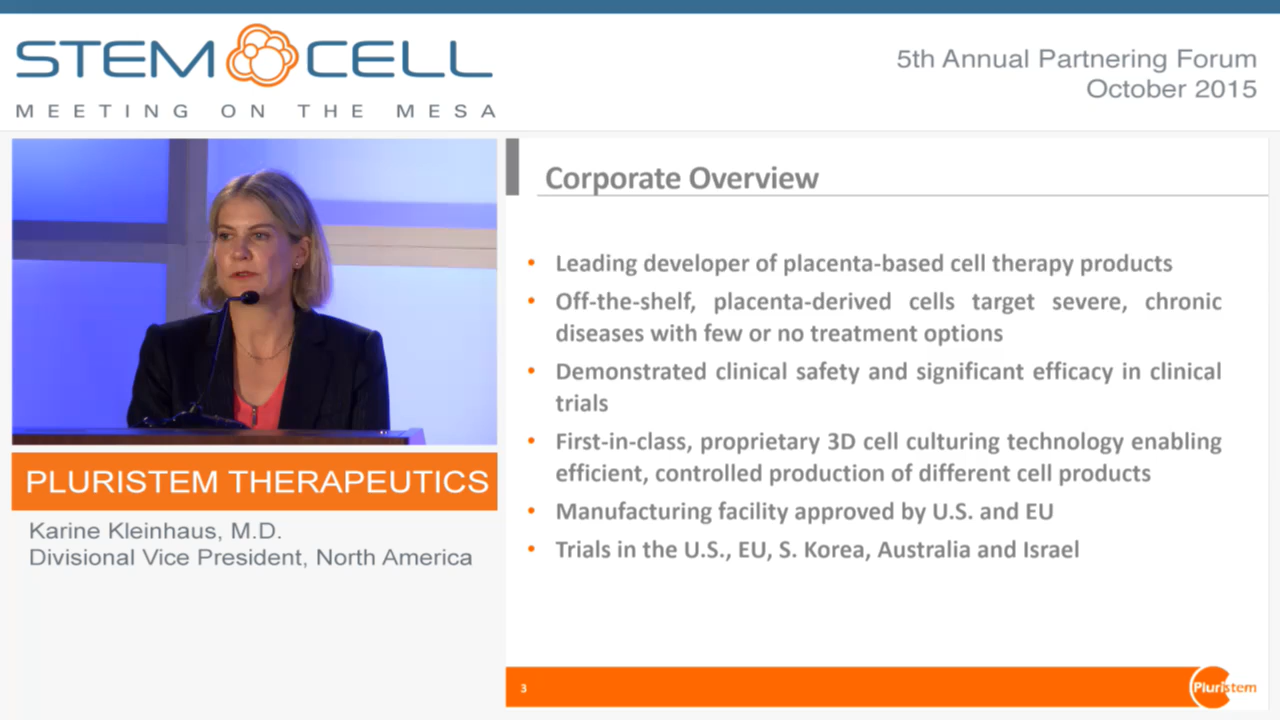 STEM CELL
MEETING ON THE MESA
5th Annual Partnering Forum
October 2015
PLURISTEM THERAPEUTICS
Karine Kleinhaus, M.D.
Divisional Vice President, North America
Corporate Overview
• Leading developer of placenta-based cell therapy products
• Off-the-shelf, placenta-derived cells target severe, chronic
diseases with few or no treatment options
• Demonstrated clinical safety and significant efficacy in clinical
trials
• First-in-class, proprietary 3D cell culturing technology enabling
efficient, controlled production of different cell products
• Manufacturing facility approved by U.S. and EU
• Trials in the U.S., EU, S. Korea, Australia and Israel
3
Pluristem